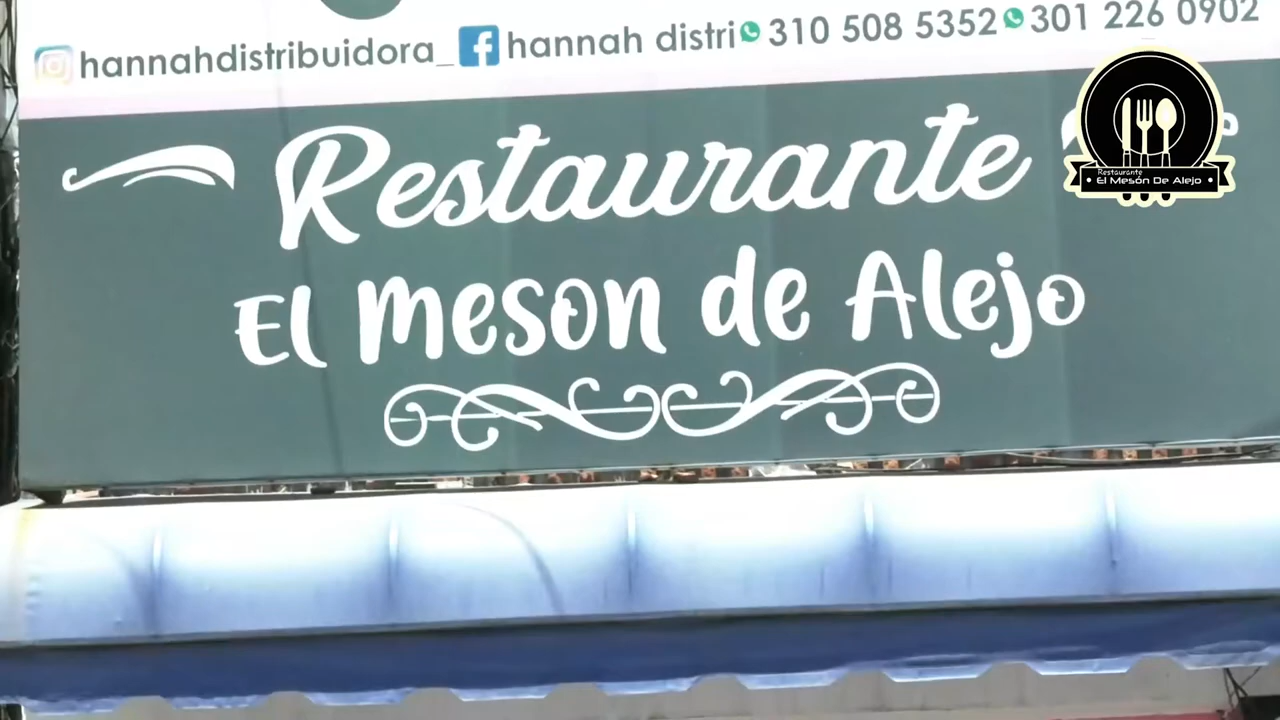 hannahdistribuidora_ hannah distri 310 508 5352 301 226 0902
Restaurante
El meson de Alejo
Restaurante
• El Mesón De Alejo •